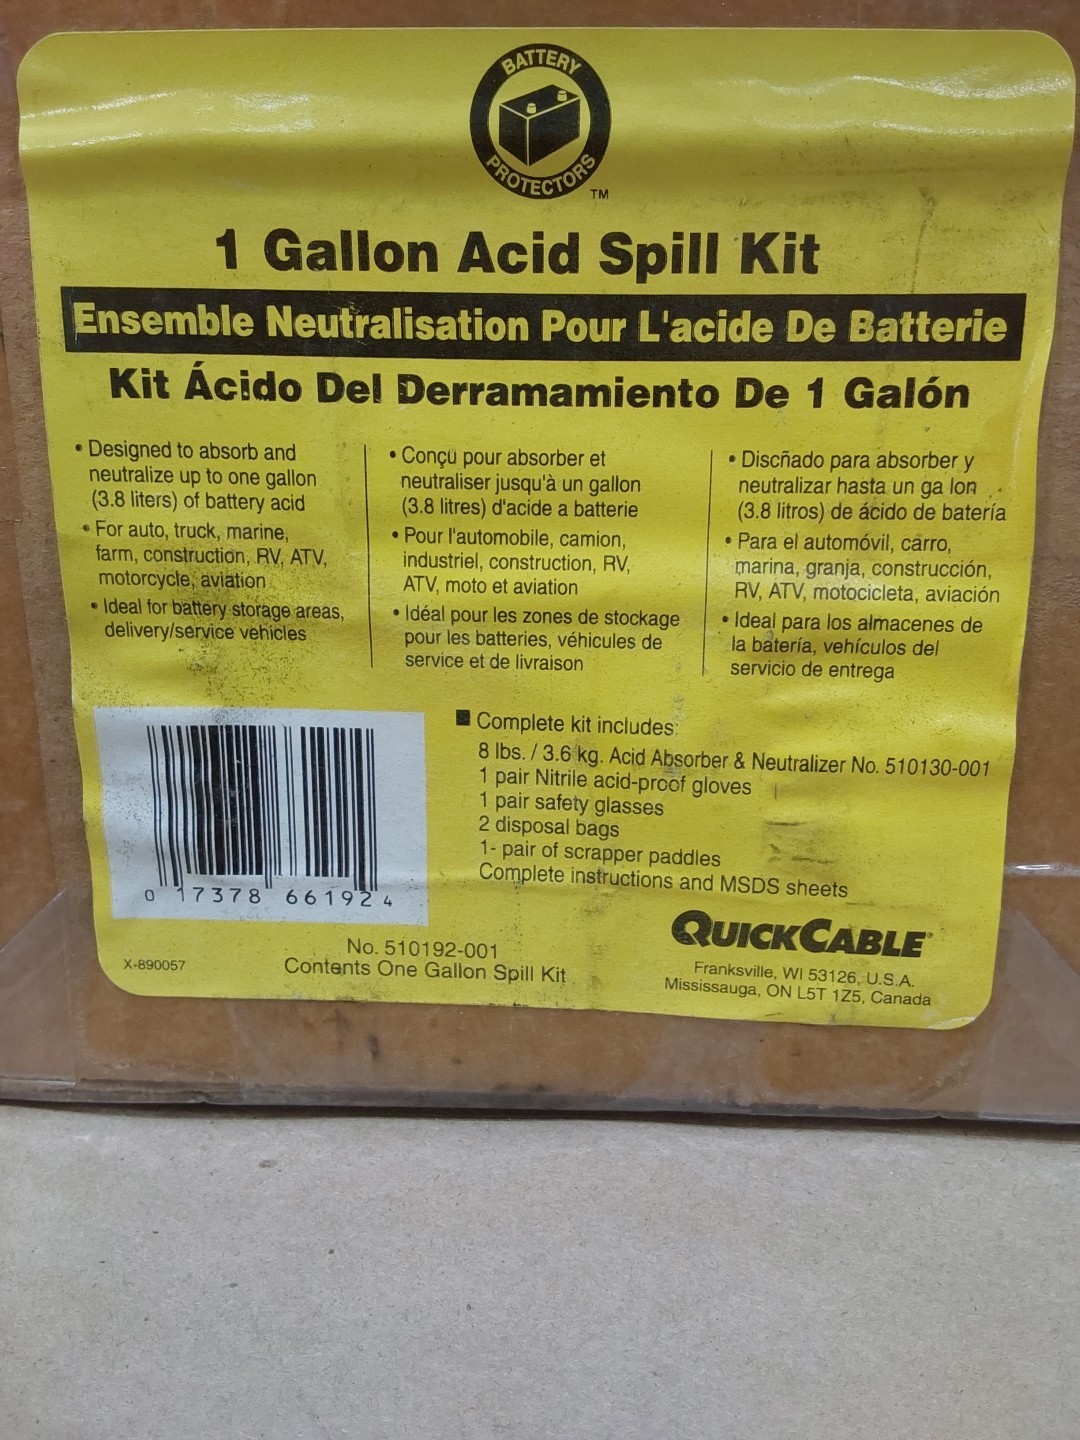 BATTERY
PROTECTORS
TM
1 Gallon Acid Spill Kit
Ensemble Neutralisation Pour L'acide De Batterie
Kit Ácido Del Derramamiento De 1 Galón
• Designed to absorb and
neutralize up to one gallon
(3.8 liters) of battery acid
• For auto, truck, marine,
farm, construction, RV, ATV,
motorcycle, aviation
• Ideal for battery storage areas,
delivery/service vehicles
• Conçu pour absorber et
neutraliser jusqu'à un gallon
(3.8 litres) d'acide a batterie
• Pour l'automobile, camion,
industriel, construction, RV,
ATV, moto et aviation
• Idéal pour les zones de stockage
pour les batteries, véhicules de
service et de livraison
• Discñado para absorber y
neutralizar hasta un ga lon
(3.8 litros) de ácido de batería
• Para el automóvil, carro,
marina, granja, construcción,
RV, ATV, motocicleta, aviación
• Ideal para los almacenes de
la batería, vehículos del
servicio de entrega
■ Complete kit includes:
8 lbs. / 3.6 kg. Acid Absorber & Neutralizer No. 510130-001
1 pair Nitrile acid-proof gloves
1 pair safety glasses
2 disposal bags
1- pair of scrapper paddles
Complete instructions and MSDS sheets
0 17378 66192 4
No. 510192-001
Contents One Gallon Spill Kit
X-890057
QUICKCABLE®
Franksville, WI 53126, U.S.A.
Mississauga, ON L5T 1Z5, Canada